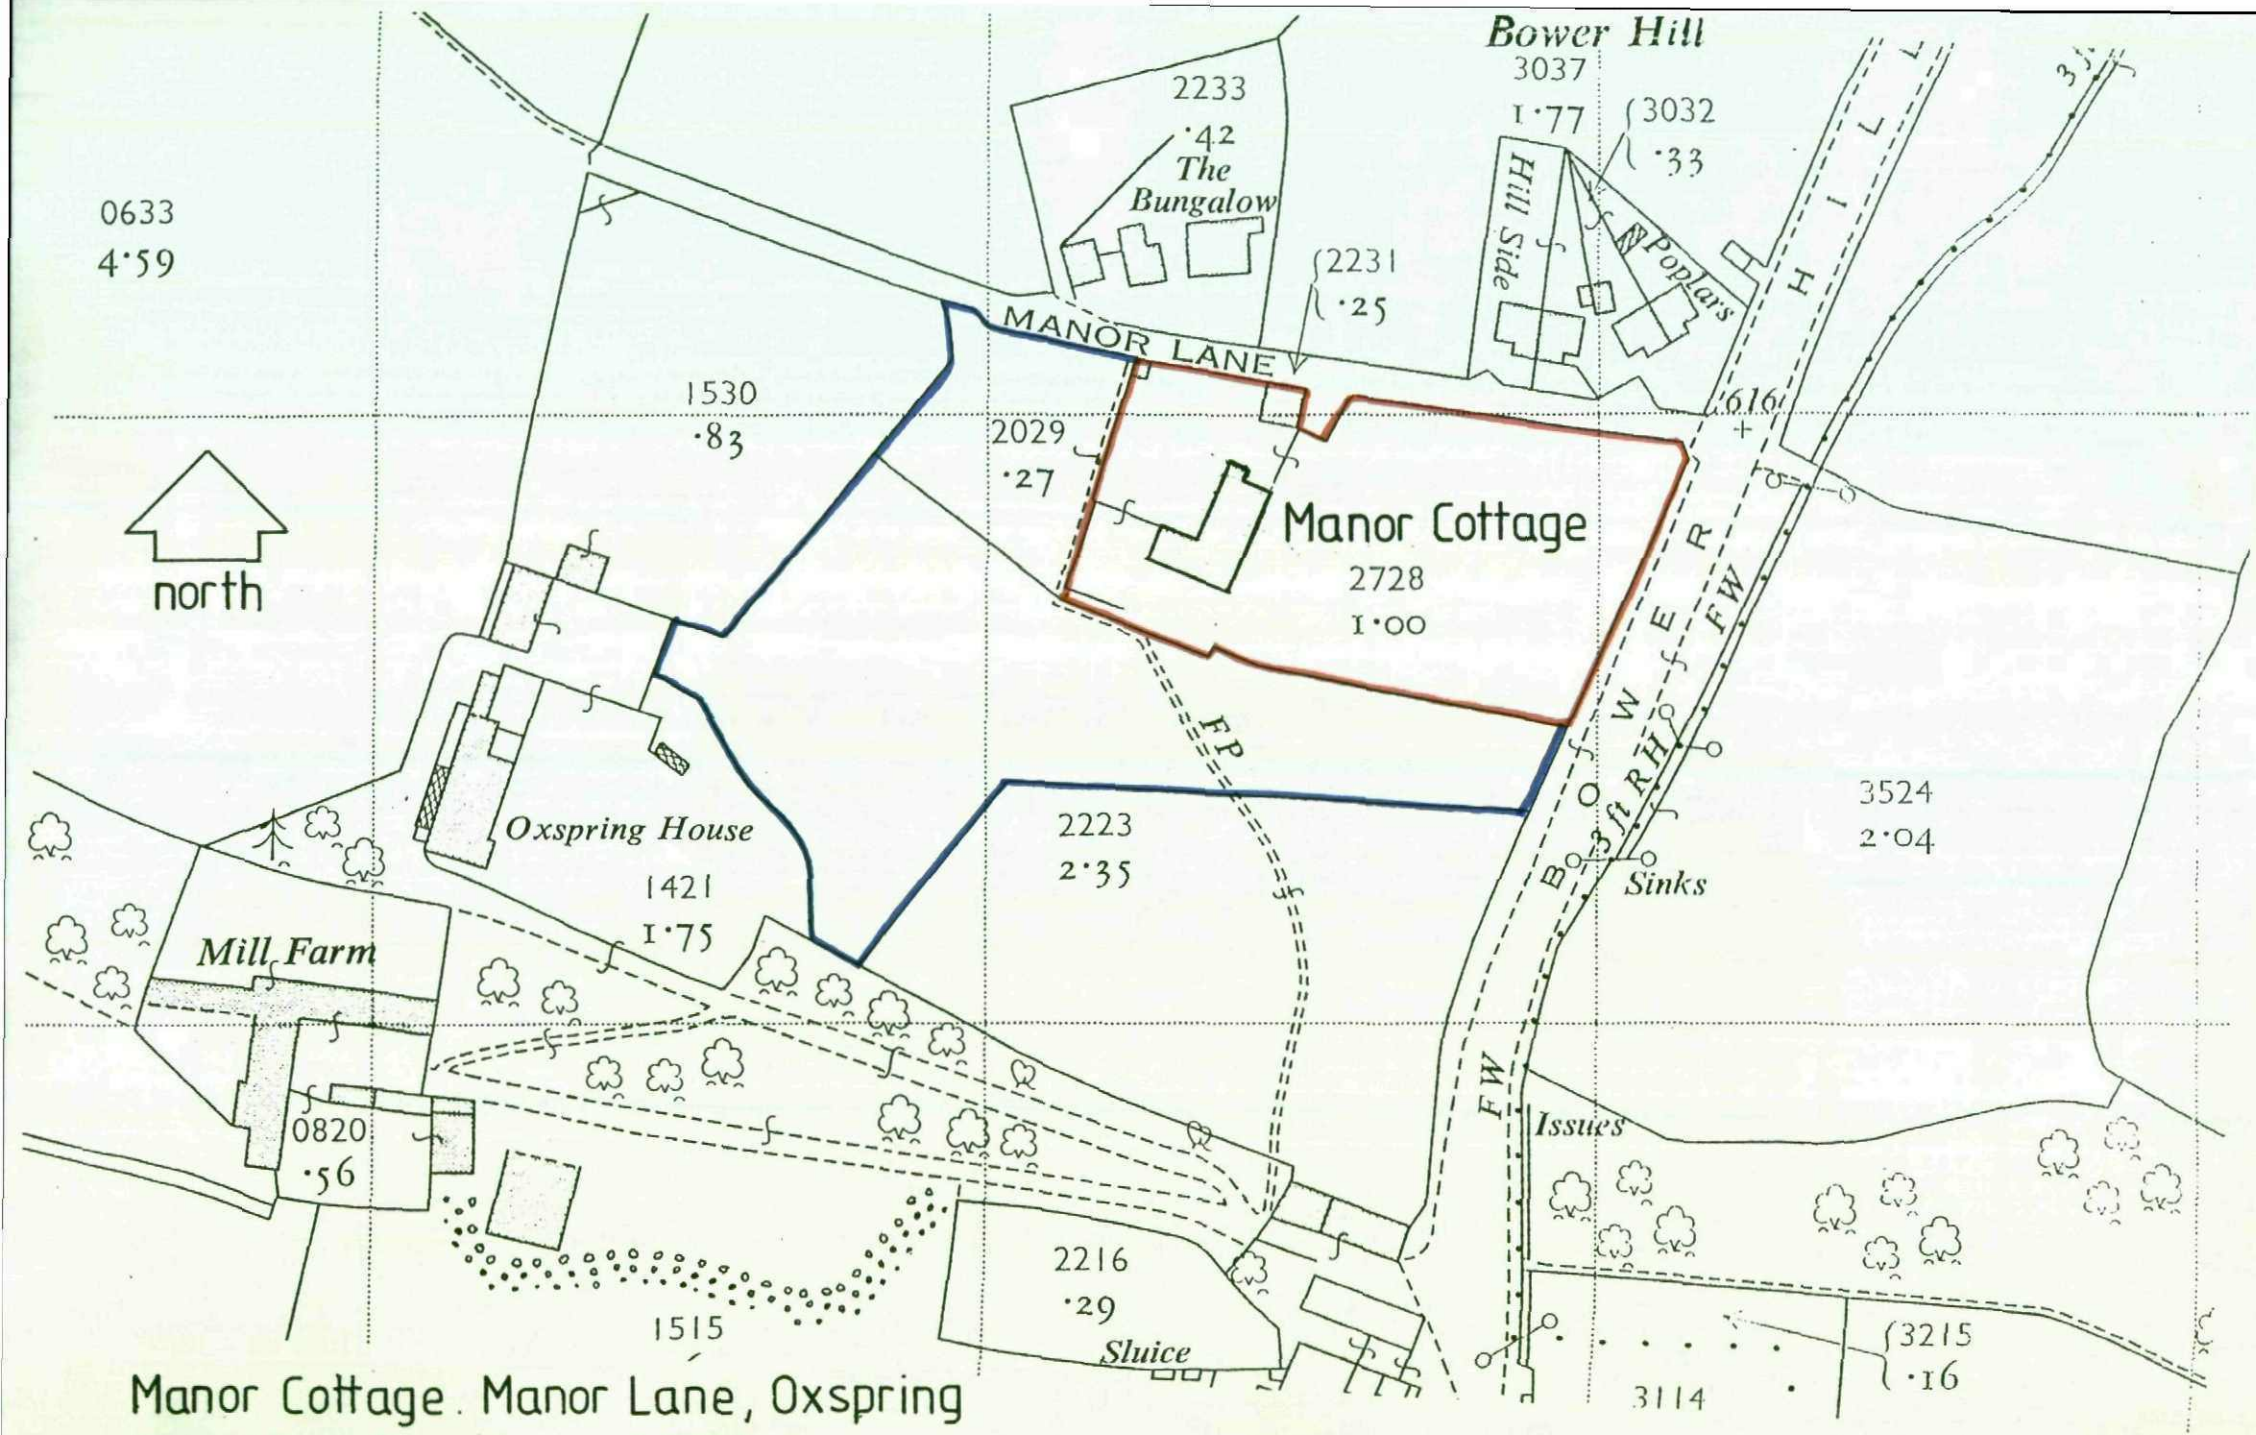 Bower Hill
3037
1·77
3032
·33
2233
·42
The
Bungalow
Hill Side
Poplars
0633
4·59
2231
·25
MANOR LANE
616
1530
·83
2029
·27
north
Manor Cottage
2728
1·00
BOWER HILL
FW
3 ft RH
3 ft
FP
3524
2·04
Oxspring House
2223
2·35
Sinks
1421
1·75
Mill Farm
FW
Issues
0820
·56
2216
·29
Sluice
1515
3215
·16
3114
Manor Cottage. Manor Lane, Oxspring